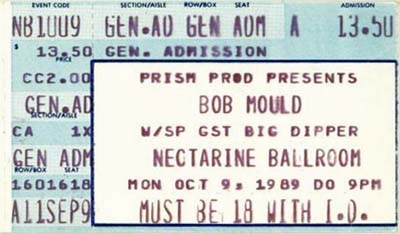 EVENT CODE SECTION/AISLE ROW/BOX SEAT ADMISSION
NB1009 GEN.AD GEN ADM A 13.50
$ 13.50 GEN. ADMISSION
CC2.00 PRISM PROD PRESENTS
GEN.AD BOB MOULD
CA 1X W/SP GST BIG DIPPER
GEN ADM NECTARINE BALLROOM
ROW/BOX SEAT
1601618 MON OCT 9, 1989 DO 9PM
A11SEP9 MUST BE 18 WITH I.D.